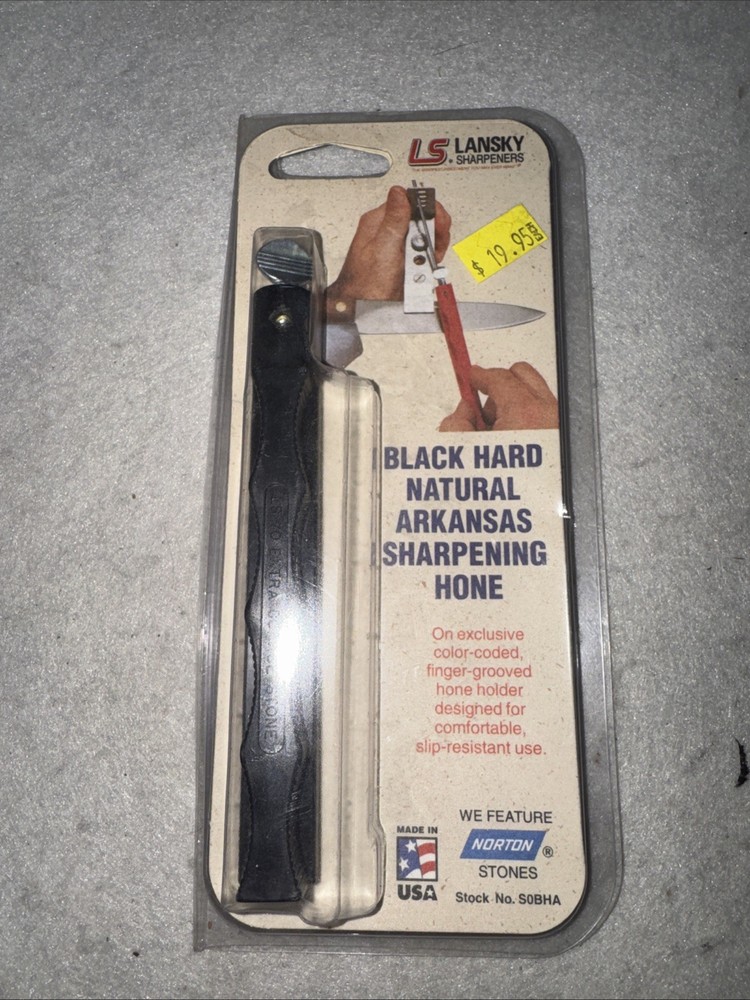 LS LANSKY
SHARPENERS
$ 19.95
BLACK HARD
NATURAL
ARKANSAS
SHARPENING
HONE
On exclusive
color-coded,
finger-grooved
hone holder
designed for
comfortable,
slip-resistant use.
MADE IN
USA
WE FEATURE
NORTON ®
STONES
Stock No. S0BHA